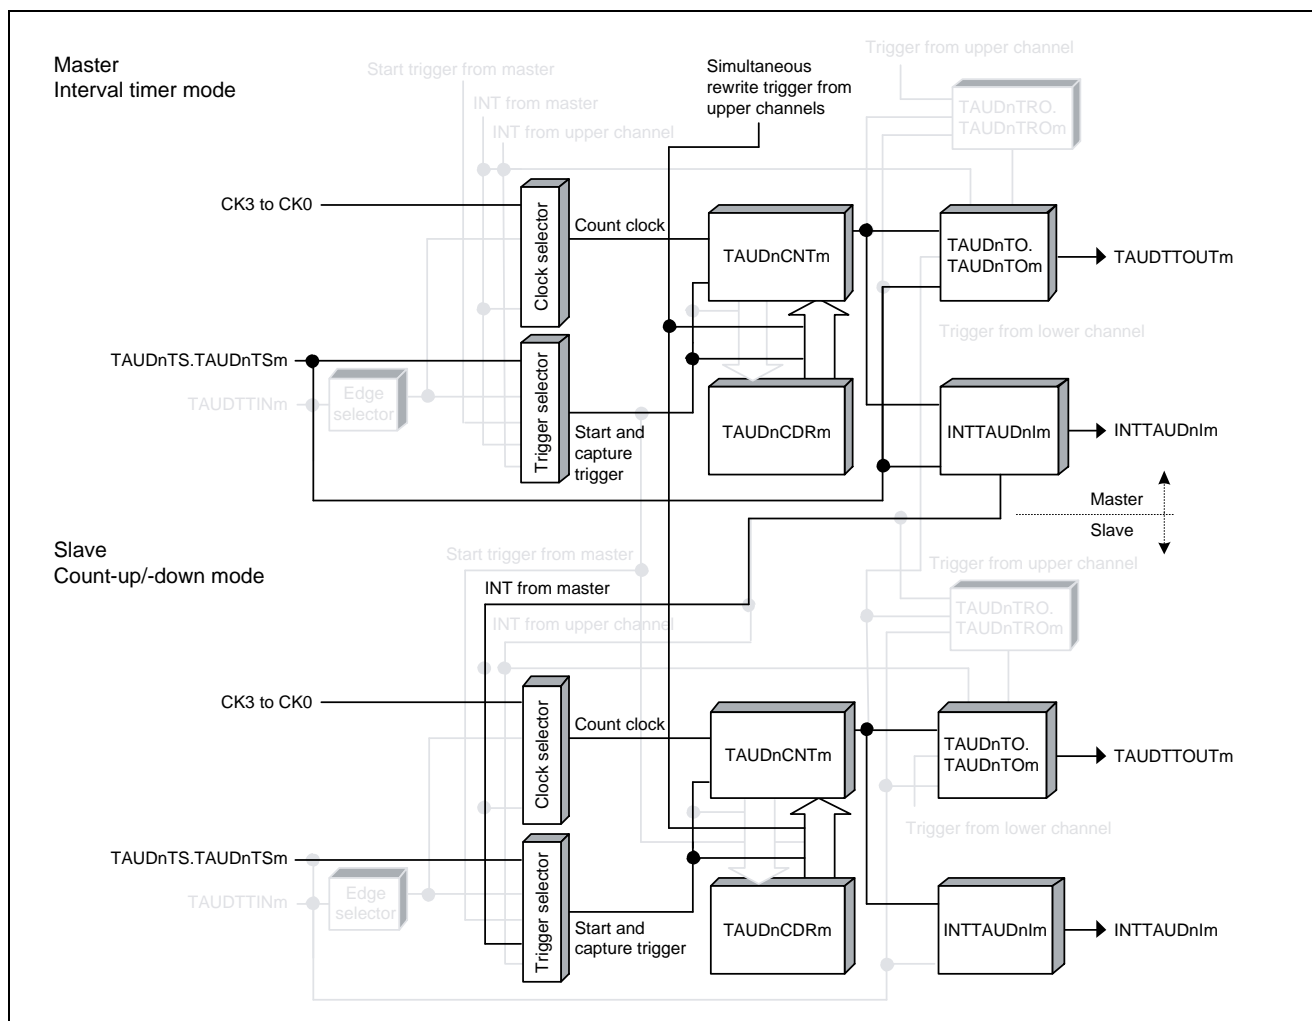 Master
Interval timer mode
Start trigger from master
INT from master
INT from upper channel
Simultaneous
rewrite trigger from
upper channels
Trigger from upper channel
TAUDnTRO.
TAUDnTROm
CK3 to CK0
Clock selector
Count clock
TAUDnCNTm
TAUDnTO.
TAUDnTOm
TAUDTTOUTm
Trigger from lower channel
TAUDnTS.TAUDnTSm
TAUDTTINm
Edge
selector
Trigger selector
Start and
capture
trigger
TAUDnCDRm
INTTAUDnIm
INTTAUDnIm
Master
Slave
Slave
Count-up/-down mode
Start trigger from master
INT from master
INT from upper channel
Trigger from upper channel
TAUDnTRO.
TAUDnTROm
CK3 to CK0
Clock selector
Count clock
TAUDnCNTm
TAUDnTO.
TAUDnTOm
TAUDTTOUTm
Trigger from lower channel
TAUDnTS.TAUDnTSm
TAUDTTINm
Edge
selector
Trigger selector
Start and
capture trigger
TAUDnCDRm
INTTAUDnIm
INTTAUDnIm